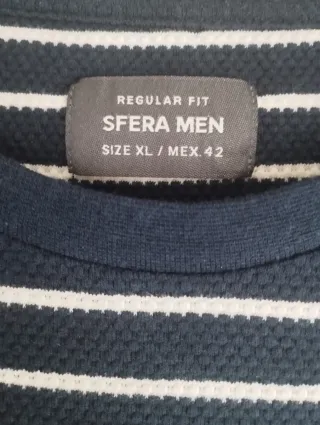 REGULAR FIT
SFERA MEN
SIZE XL / MEX. 42